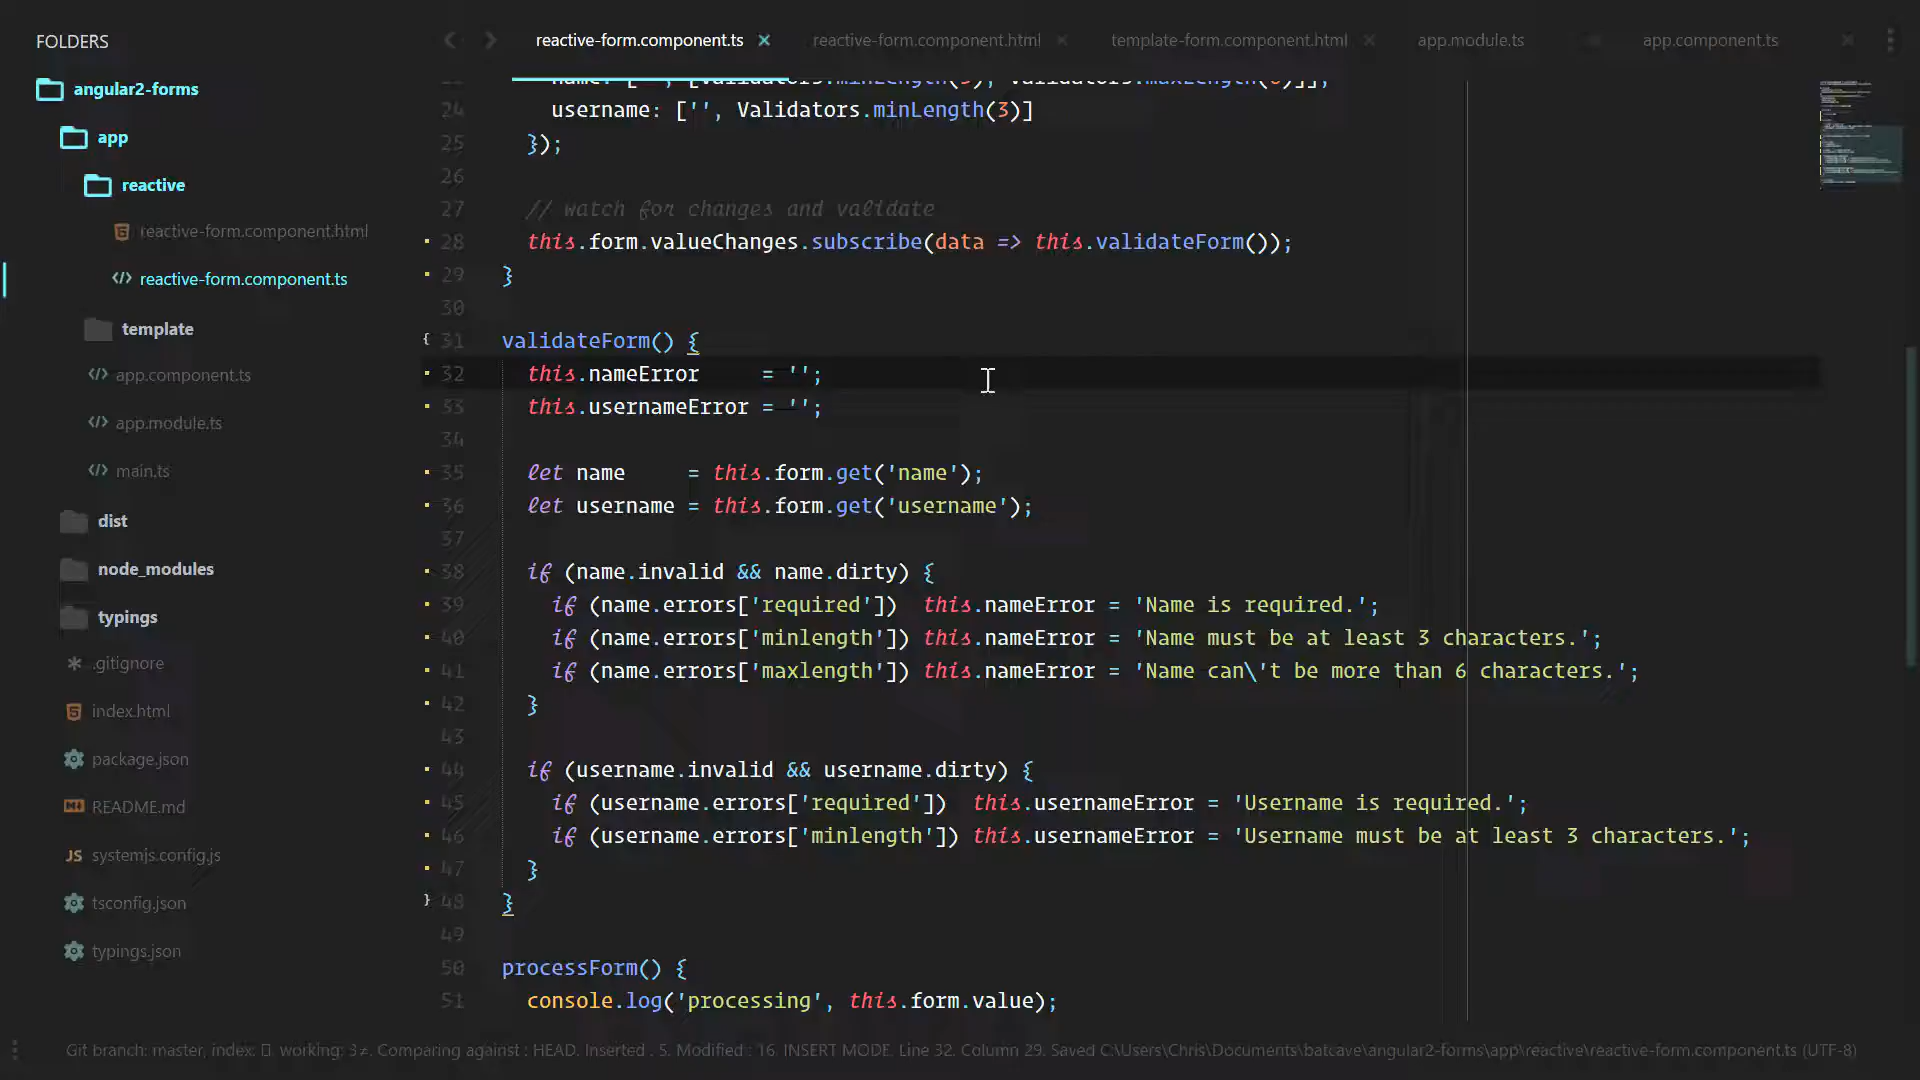 FOLDERS
angular2-forms
app
reactive
reactive-form.component.html
reactive-form.component.ts
template
app.component.ts
app.module.ts
main.ts
dist
node_modules
typings
.gitignore
index.html
package.json
README.md
systemjs.config.js
tsconfig.json
typings.json
reactive-form.component.ts
reactive-form.component.html
template-form.component.html
app.module.ts
app.component.ts
24 username: ['', Validators.minLength(3)]
25 });
26
27 // watch for changes and validate
28 this.form.valueChanges.subscribe(data => this.validateForm());
29 }
30
31 validateForm() {
32 this.nameError = '';
33 this.usernameError = '';
34
35 let name = this.form.get('name');
36 let username = this.form.get('username');
37
38 if (name.invalid && name.dirty) {
39 if (name.errors['required']) this.nameError = 'Name is required.';
40 if (name.errors['minlength']) this.nameError = 'Name must be at least 3 characters.';
41 if (name.errors['maxlength']) this.nameError = 'Name can\'t be more than 6 characters.';
42 }
43
44 if (username.invalid && username.dirty) {
45 if (username.errors['required']) this.usernameError = 'Username is required.';
46 if (username.errors['minlength']) this.usernameError = 'Username must be at least 3 characters.';
47 }
48 }
49
50 processForm() {
51 console.log('processing', this.form.value);
Git branch: master, index: working: 3≠, Comparing against : HEAD, Inserted : 5, Modified : 16, INSERT MODE, Line 32, Column 29, Saved C:\Users\Chris\Documents\batcave\angular2-forms\app\reactive\reactive-form.component.ts (UTF-8)